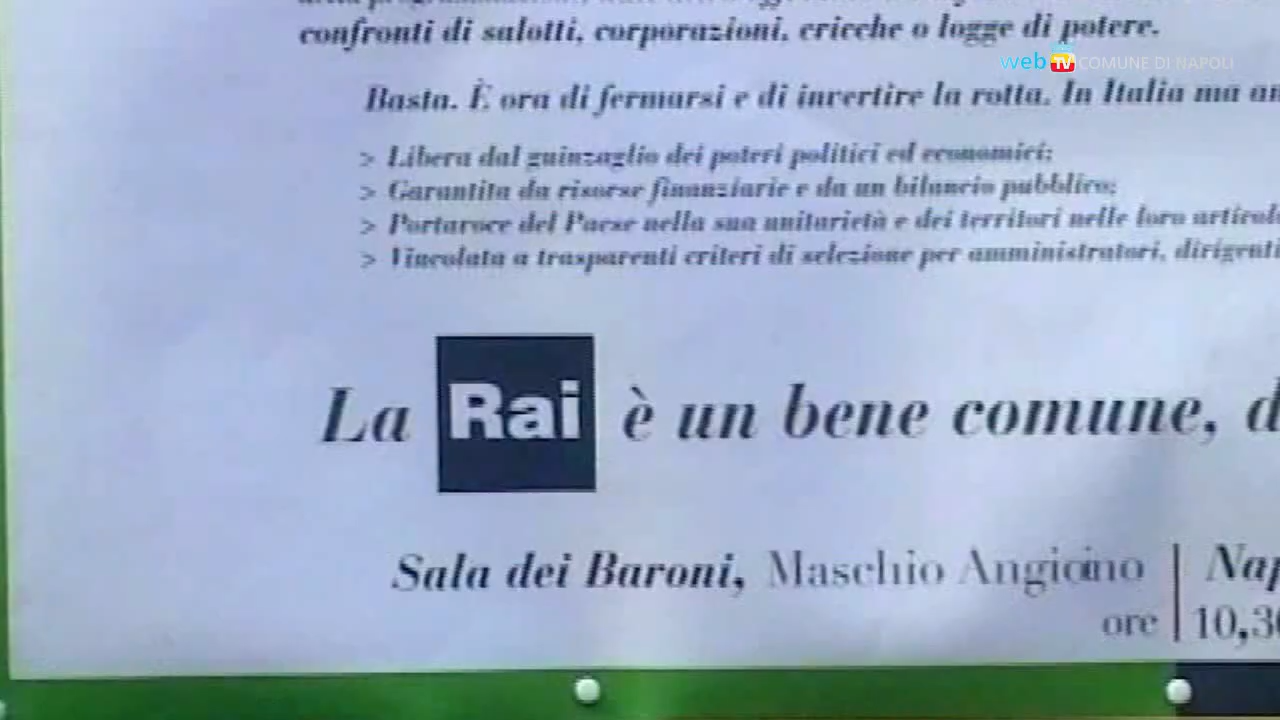 confronti di salotti, corporazioni, cricche o logge di potere.
web TV COMUNE DI NAPOLI
Basta. È ora di fermarsi e di invertire la rotta. In Italia ma
> Libera dal guinzaglio dei poteri politici ed economici;
> Garantita da risorse finanziarie e da un bilancio pubblico;
> Portavoce del Paese nella sua unitarietà e dei territori nelle loro
> Vincolata a trasparenti criteri di selezione per amministratori, dirigenti
La Rai è un bene comune, d
Sala dei Baroni, Maschio Angioino | Nap
ore | 10,30